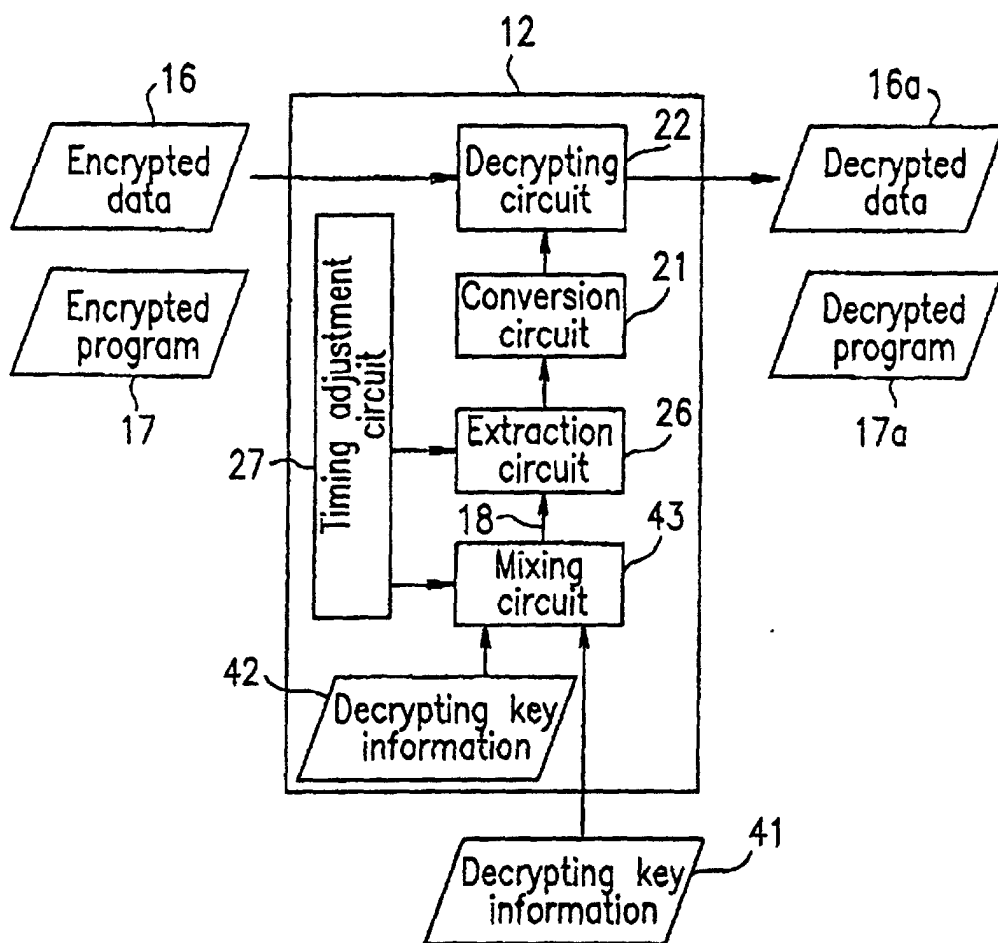 12
16
Encrypted
data
22
Decrypting
circuit
16a
Decrypted
data
Encrypted
program
17
27
Timing adjustment
circuit
21
Conversion
circuit
Decrypted
program
17a
26
Extraction
circuit
18
43
Mixing
circuit
42
Decrypting key
information
41
Decrypting key
information